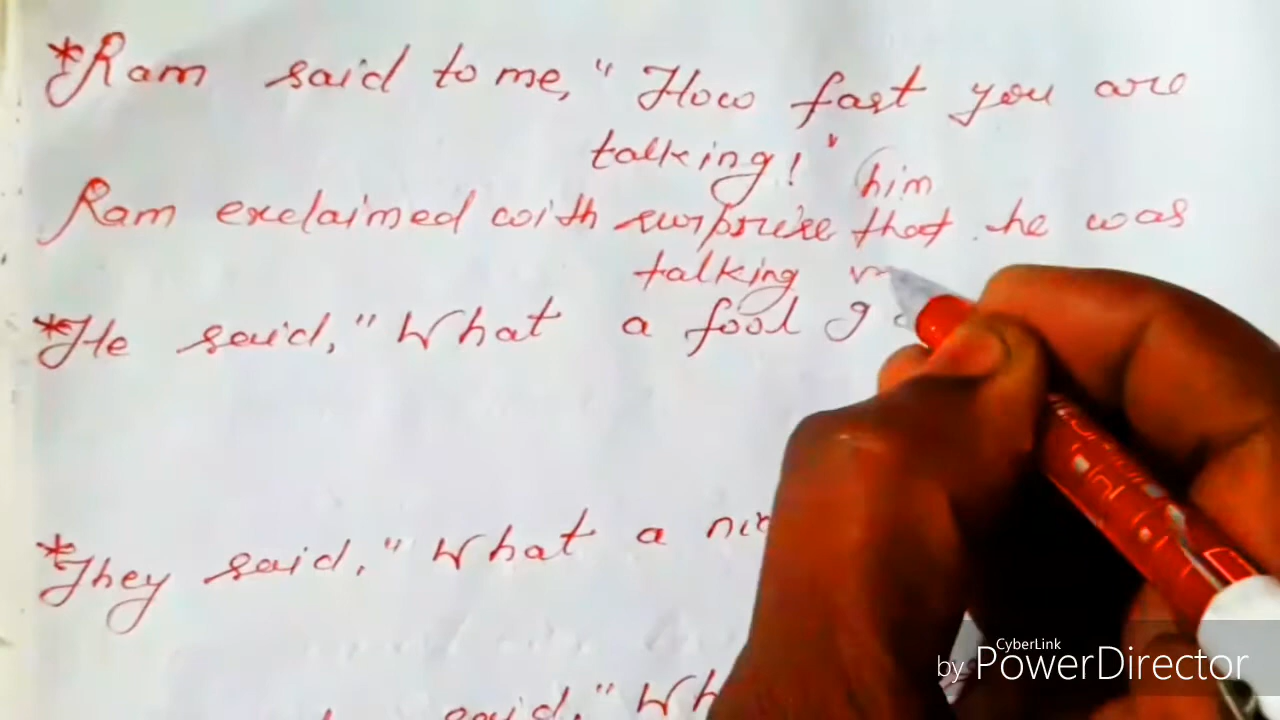 *Ram said to me, "How fast you are
talking!"
him
Ram exclaimed with surprise that he was
talking
*He said, "What a fool I
*They said, "What a
said, "Wh
CyberLink
by PowerDirector